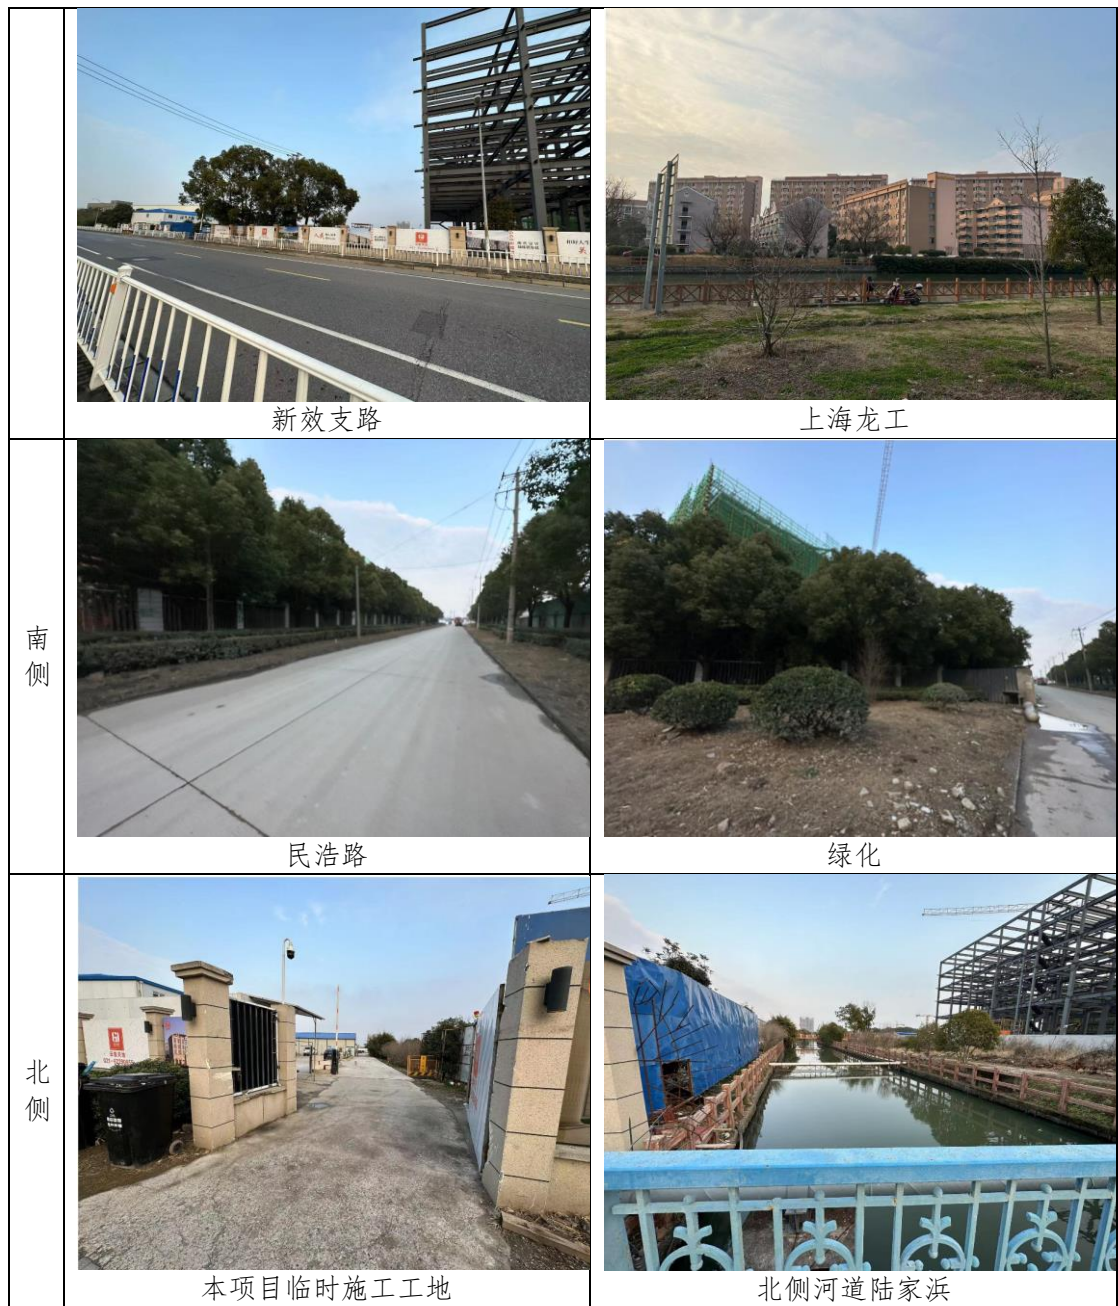 新效支路
上海龙工
南侧
民浩路
绿化
北侧
本项目临时施工工地
北侧河道陆家浜